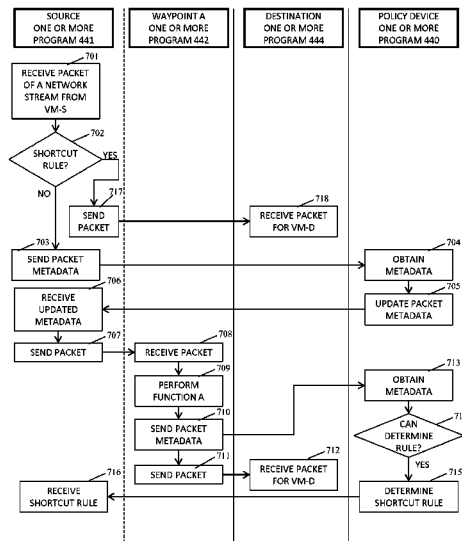 SOURCE
ONE OR MORE
PROGRAM 441
WAYPOINT A
ONE OR MORE
PROGRAM 442
DESTINATION
ONE OR MORE
PROGRAM 444
POLICY DEVICE
ONE OR MORE
PROGRAM 440
701
RECEIVE PACKET
OF A NETWORK
STREAM FROM
VM-S
702
SHORTCUT
RULE?
YES
NO
717
SEND
PACKET
718
RECEIVE PACKET
FOR VM-D
703
SEND PACKET
METADATA
704
OBTAIN
METADATA
705
UPDATE PACKET
METADATA
706
RECEIVE
UPDATED
METADATA
707
SEND PACKET
708
RECEIVE PACKET
709
PERFORM
FUNCTION A
710
SEND PACKET
METADATA
711
SEND PACKET
712
RECEIVE PACKET
FOR VM-D
713
OBTAIN
METADATA
71
CAN
DETERMINE
RULE?
YES
715
DETERMINE
SHORTCUT RULE
716
RECEIVE
SHORTCUT RULE